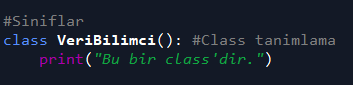 #Siniflar
class VeriBilimci(): #Class tanimlama
    print("Bu bir class'dir.")